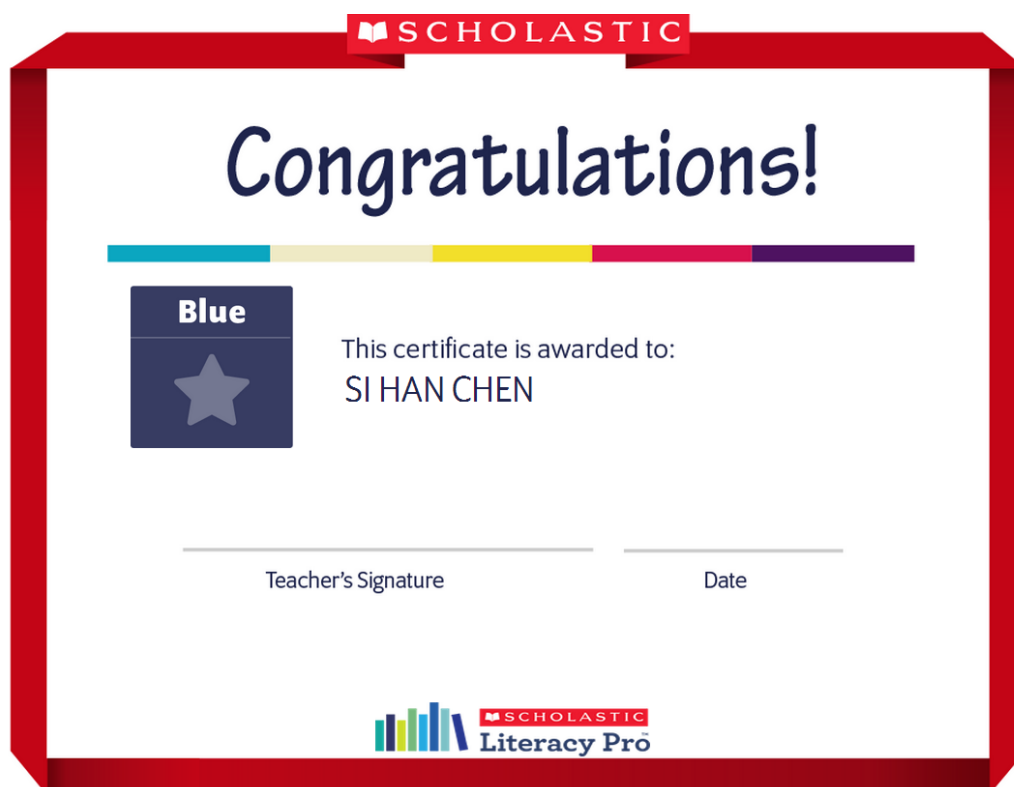 SCHOLASTIC
Congratulations!
Blue
This certificate is awarded to:
SI HAN CHEN
Teacher's Signature
Date
SCHOLASTIC
Literacy Pro